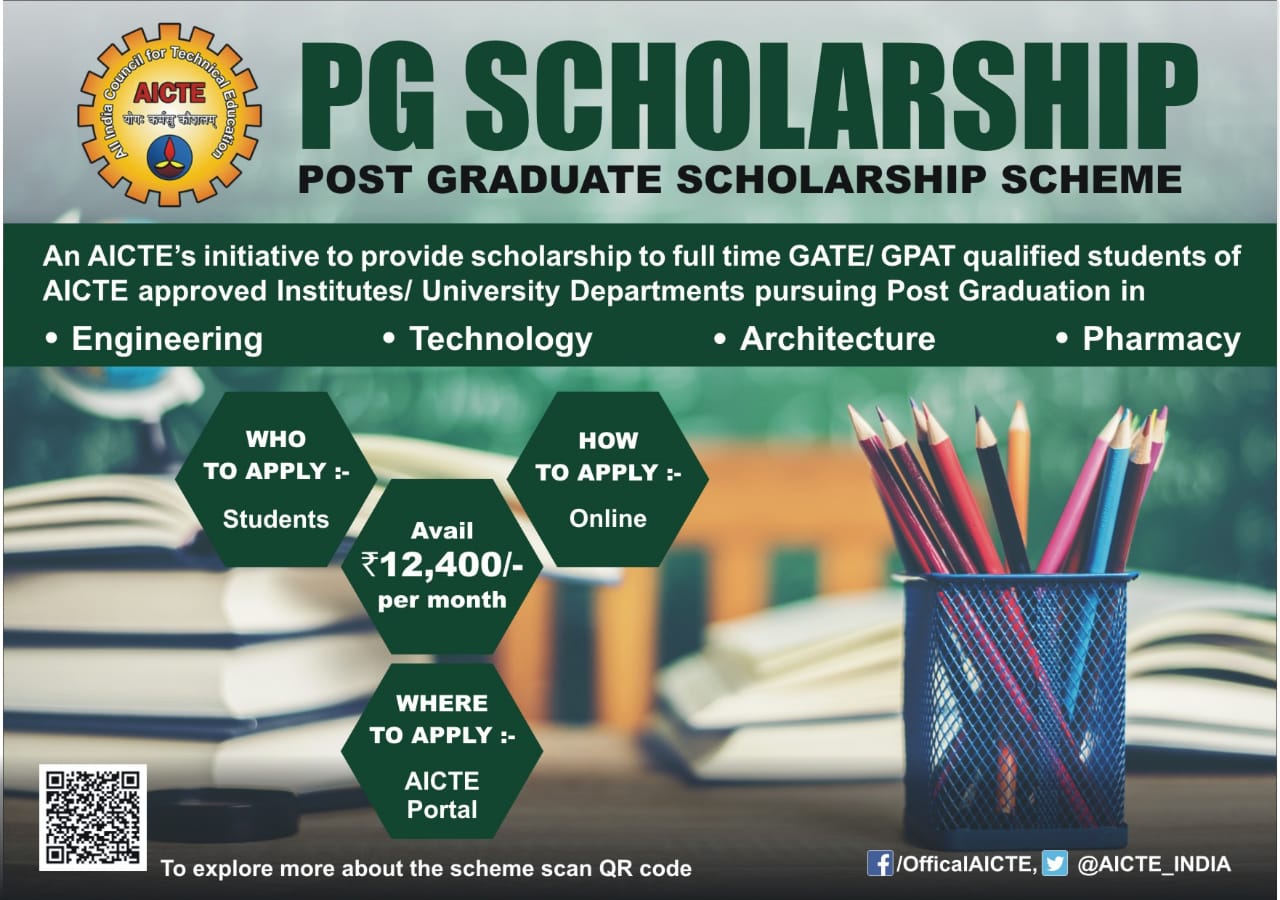 All India Council for Technical Education
AICTE
योगः कर्मसु कौशलम्
PG SCHOLARSHIP
POST GRADUATE SCHOLARSHIP SCHEME
An AICTE’s initiative to provide scholarship to full time GATE/ GPAT qualified students of
AICTE approved Institutes/ University Departments pursuing Post Graduation in
• Engineering • Technology • Architecture • Pharmacy
WHO
TO APPLY :-
Students
HOW
TO APPLY :-
Online
Avail
₹12,400/-
per month
WHERE
TO APPLY :-
AICTE
Portal
To explore more about the scheme scan QR code
/OfficalAICTE, @AICTE_INDIA